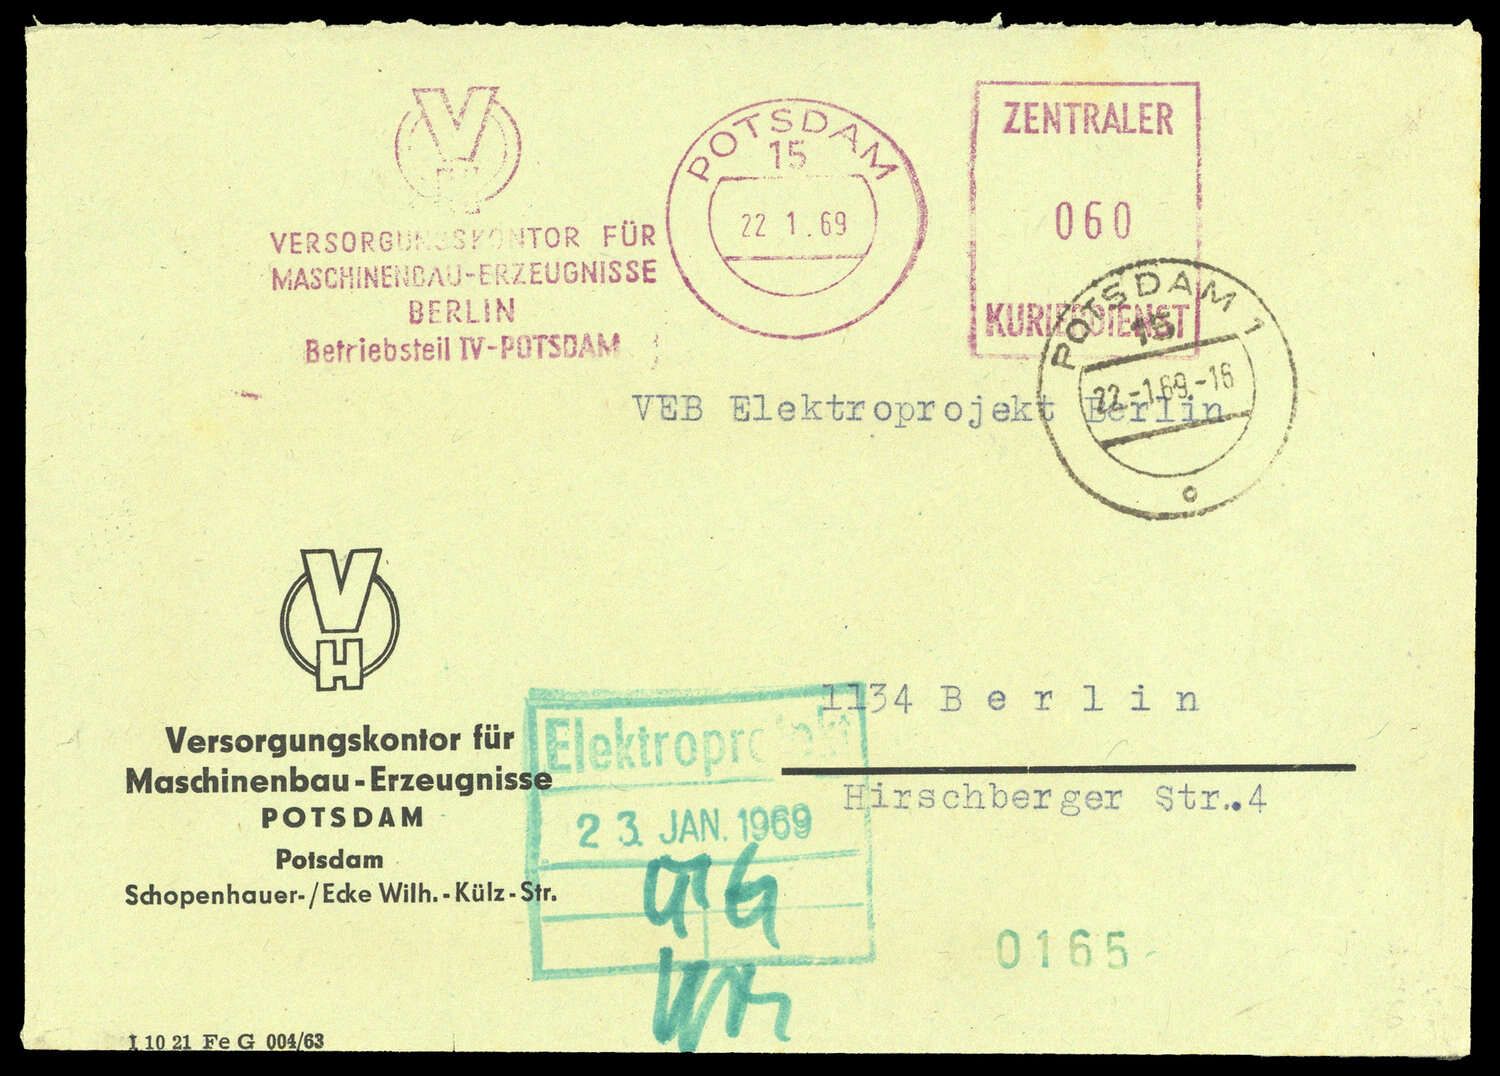 V
VERSORGUNGSKONTOR FÜR
MASCHINENBAU-ERZEUGNISSE
BERLIN
Betriebsteil IV-POTSDAM
POTSDAM
15
22 1.69
ZENTRALER
060
KURIERDIENST
POTSDAM 1
15
22.-1.69.-16
c
VEB Elektroprojekt Berlin
V
H
Versorgungskontor für
Maschinenbau-Erzeugnisse
POTSDAM
Potsdam
Schopenhauer-/Ecke Wilh.-Külz-Str.
Elektroprojekt
23. JAN. 1969
1134 Berlin
Hirschberger Str..4
0165
I 10 21 Fe G 004/63